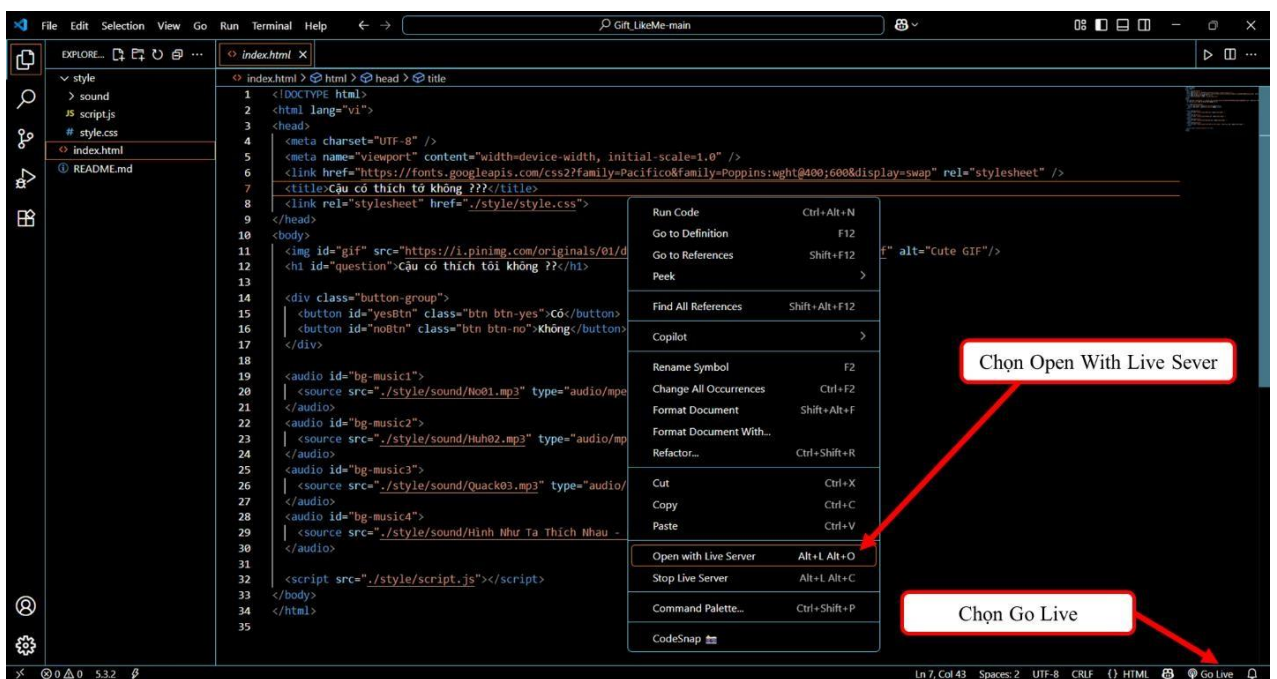 File Edit Selection View Go Run Terminal Help
Gift_LikeMe-main
EXPLORE...
index.html
style
sound
JS script.js
# style.css
index.html
README.md
index.html > html > head > title
1 <!DOCTYPE html>
2 <html lang="vi">
3 <head>
4 <meta charset="UTF-8" />
5 <meta name="viewport" content="width=device-width, initial-scale=1.0" />
6 <link href="https://fonts.googleapis.com/css2?family=Pacifico&family=Poppins:wght@400;600&display=swap" rel="stylesheet" />
7 <title>Cậu có thích tớ không ???</title>
8 <link rel="stylesheet" href="./style/style.css">
9 </head>
10 <body>
11 <img id="gif" src="https://i.pinimg.com/originals/01/d f" alt="Cute GIF"/>
12 <h1 id="question">Cậu có thích tôi không ??</h1>
13
14 <div class="button-group">
15 <button id="yesBtn" class="btn btn-yes">Có</button>
16 <button id="noBtn" class="btn btn-no">Không</button>
17 </div>
18
19 <audio id="bg-music1">
20 <source src="./style/sound/No01.mp3" type="audio/mpe
21 </audio>
22 <audio id="bg-music2">
23 <source src="./style/sound/Huh02.mp3" type="audio/mp
24 </audio>
25 <audio id="bg-music3">
26 <source src="./style/sound/Quack03.mp3" type="audio/
27 </audio>
28 <audio id="bg-music4">
29 <source src="./style/sound/Hình Như Ta Thích Nhau -
30 </audio>
31
32 <script src="./style/script.js"></script>
33 </body>
34 </html>
35
Run Code Ctrl+Alt+N
Go to Definition F12
Go to References Shift+F12
Peek
Find All References Shift+Alt+F12
Copilot
Rename Symbol F2
Change All Occurrences Ctrl+F2
Format Document Shift+Alt+F
Format Document With...
Refactor... Ctrl+Shift+R
Cut Ctrl+X
Copy Ctrl+C
Paste Ctrl+V
Open with Live Server Alt+L Alt+O
Stop Live Server Alt+L Alt+C
Command Palette... Ctrl+Shift+P
CodeSnap
Chọn Open With Live Sever
Chọn Go Live
0 0 5.3.2
Ln 7, Col 43 Spaces: 2 UTF-8 CRLF {} HTML Go Live